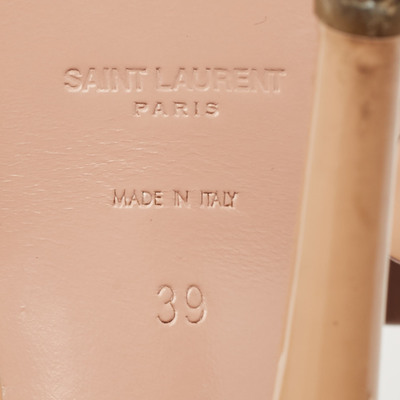 SAINT LAURENT
PARIS
MADE IN ITALY
39